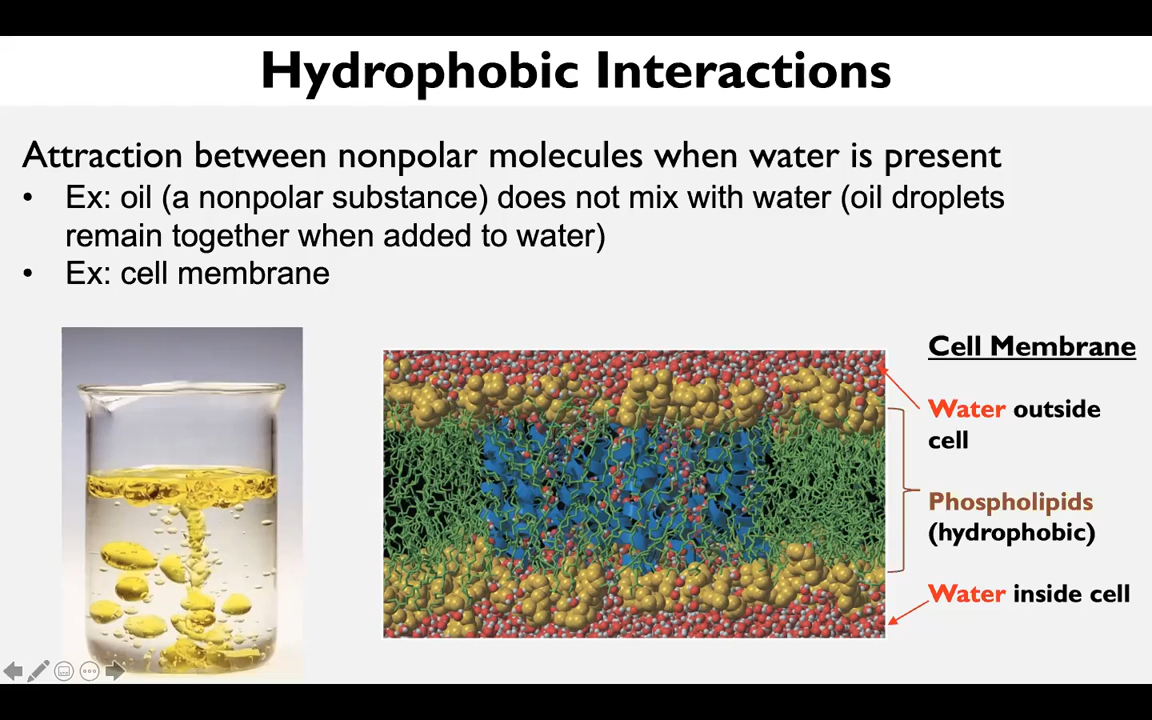 Hydrophobic Interactions
Attraction between nonpolar molecules when water is present
• Ex: oil (a nonpolar substance) does not mix with water (oil droplets
remain together when added to water)
• Ex: cell membrane
Cell Membrane
Water outside
cell
Phospholipids
(hydrophobic)
Water inside cell